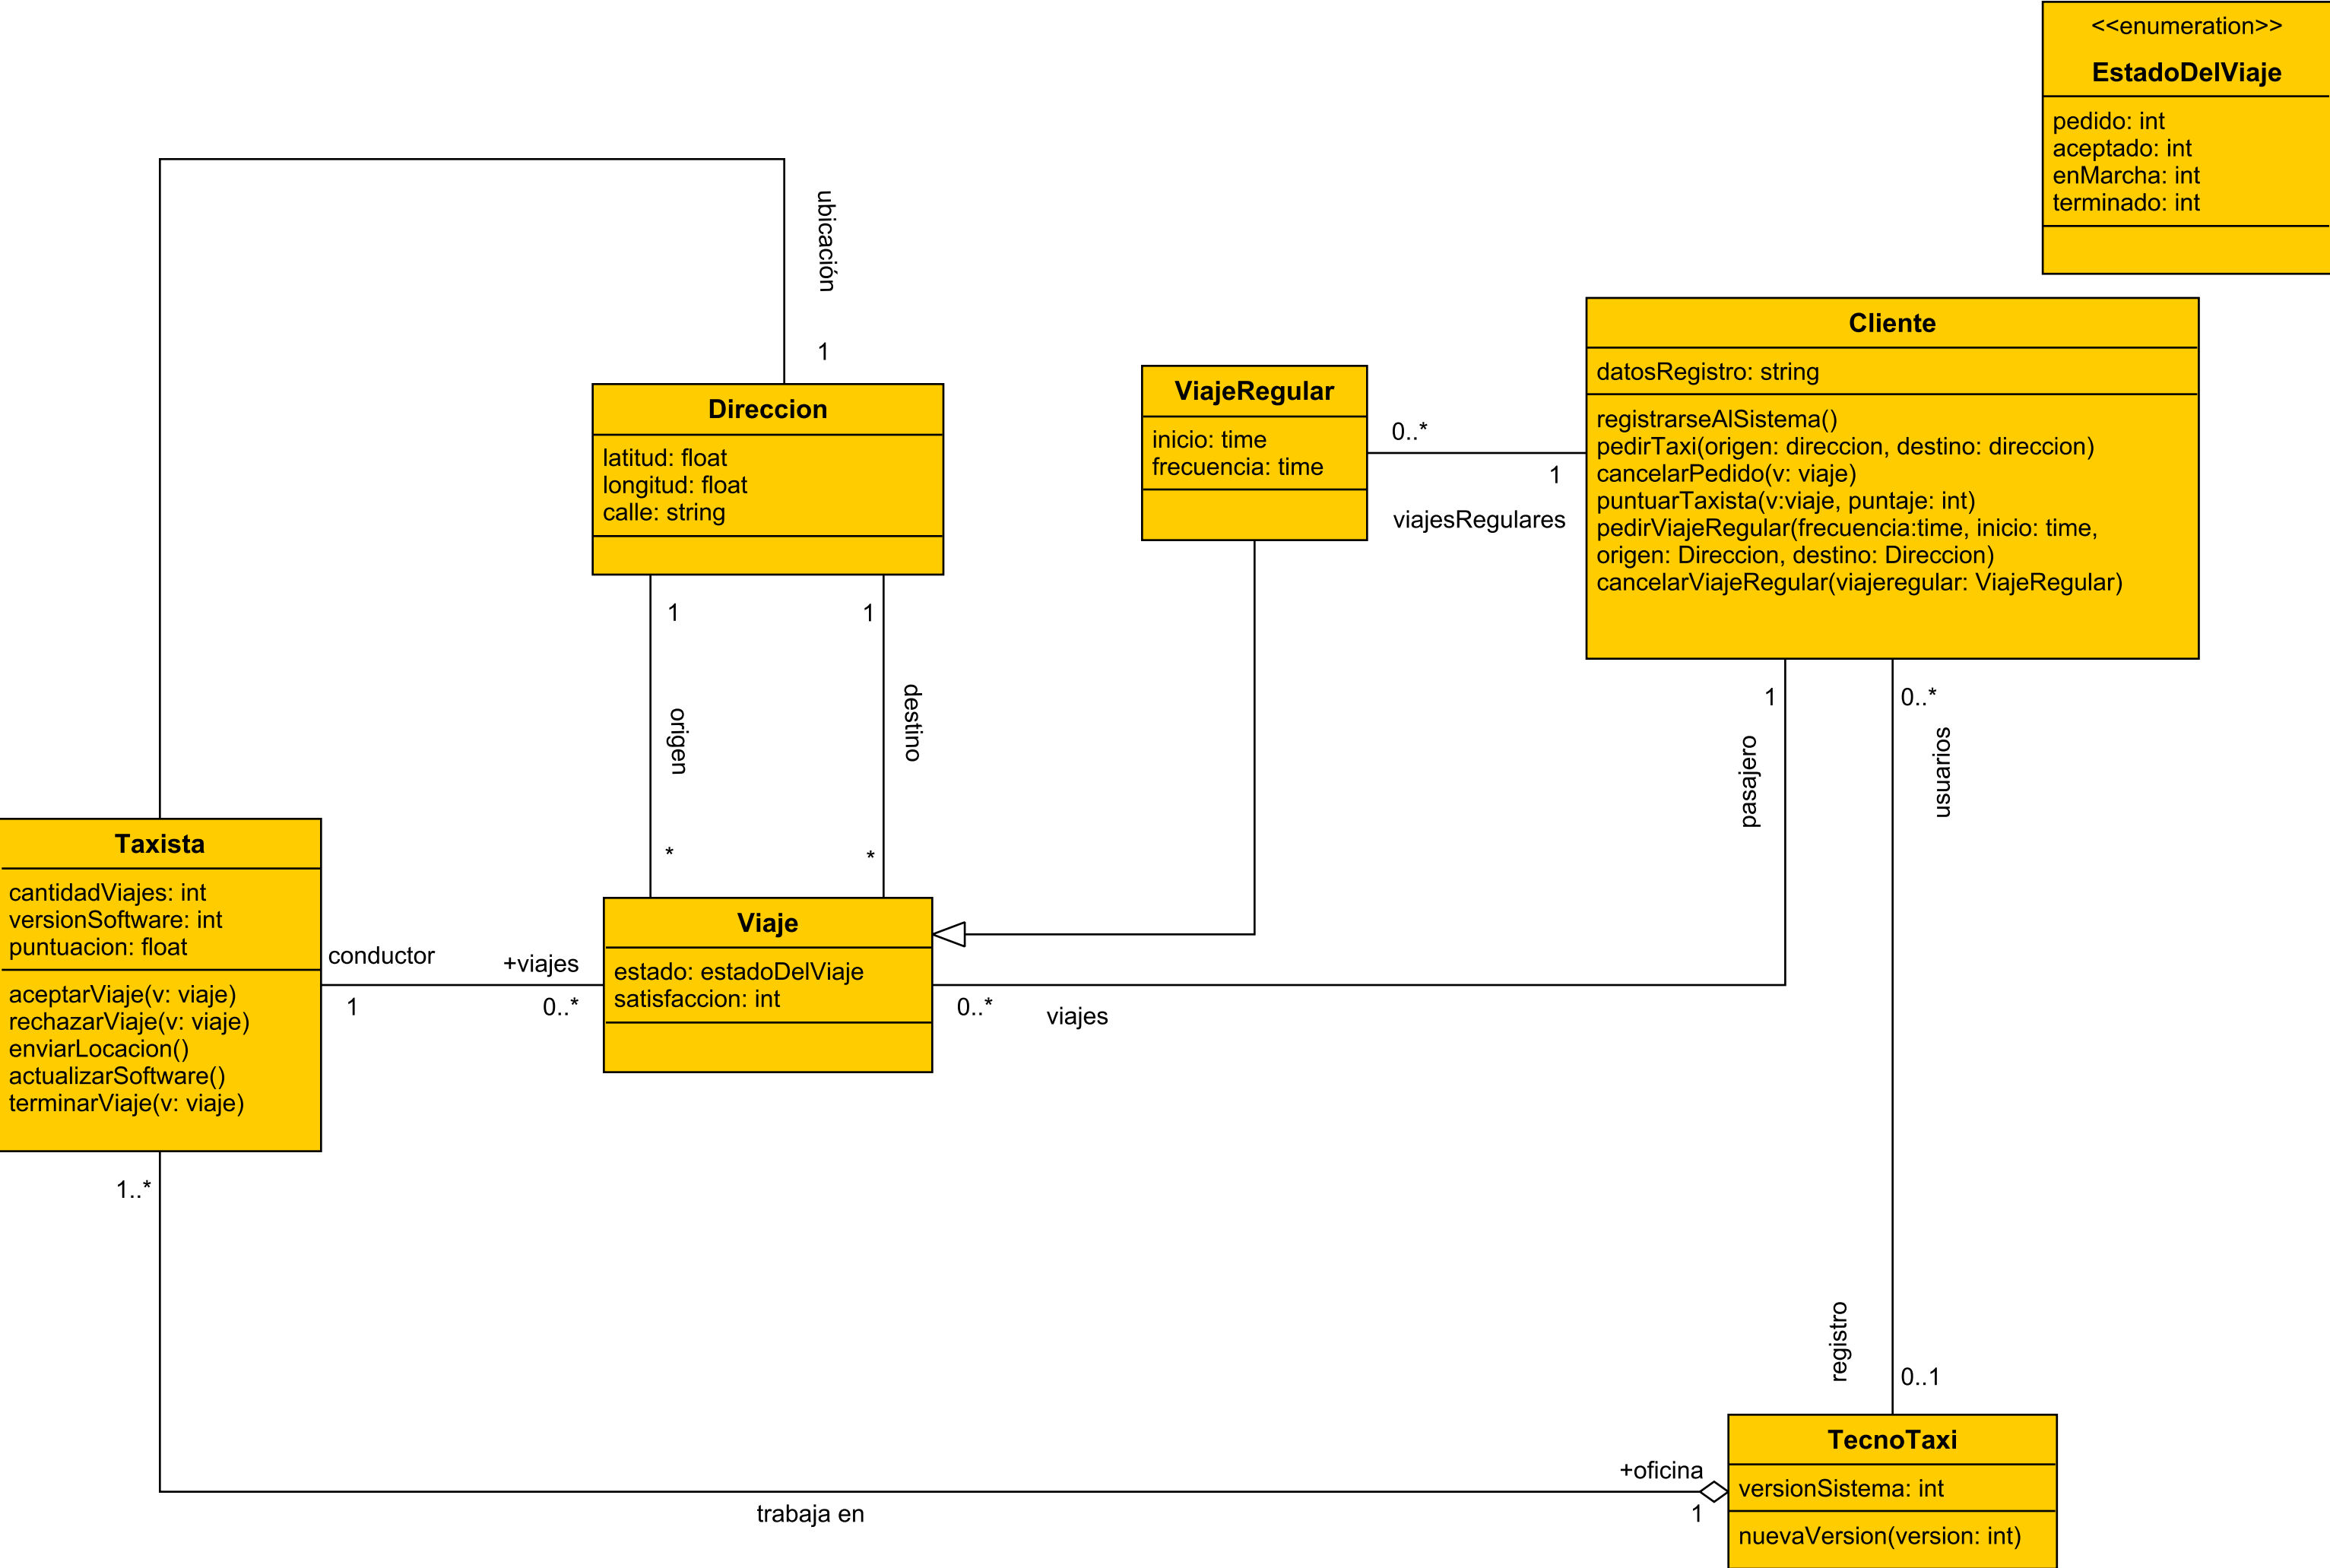 <<enumeration>>
EstadoDelViaje
pedido: int
aceptado: int
enMarcha: int
terminado: int
ubicación
1
Direccion
latitud: float
longitud: float
calle: string
ViajeRegular
inicio: time
frecuencia: time
0..*
1
viajesRegulares
Cliente
datosRegistro: string
registrarseAlSistema()
pedirTaxi(origen: direccion, destino: direccion)
cancelarPedido(v: viaje)
puntuarTaxista(v:viaje, puntaje: int)
pedirViajeRegular(frecuencia:time, inicio: time,
origen: Direccion, destino: Direccion)
cancelarViajeRegular(viajeregular: ViajeRegular)
1
1
origen
destino
*
*
1
pasajero
0..*
usuarios
Taxista
cantidadViajes: int
versionSoftware: int
puntuacion: float
aceptarViaje(v: viaje)
rechazarViaje(v: viaje)
enviarLocacion()
actualizarSoftware()
terminarViaje(v: viaje)
conductor
1
+viajes
0..*
Viaje
estado: estadoDelViaje
satisfaccion: int
0..*
viajes
1..*
registro
0..1
trabaja en
+oficina
1
TecnoTaxi
versionSistema: int
nuevaVersion(version: int)